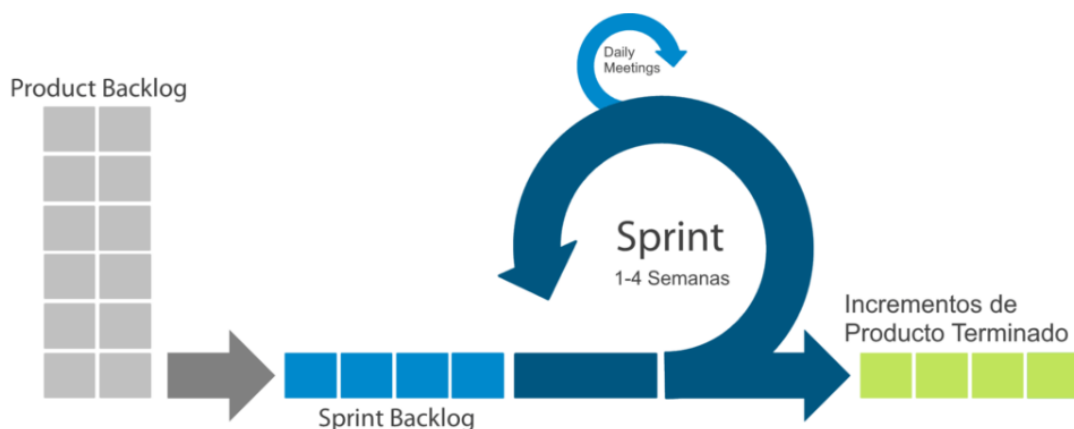 Daily
Meetings
Product Backlog
Sprint
1-4 Semanas
Incrementos de
Producto Terminado
Sprint Backlog